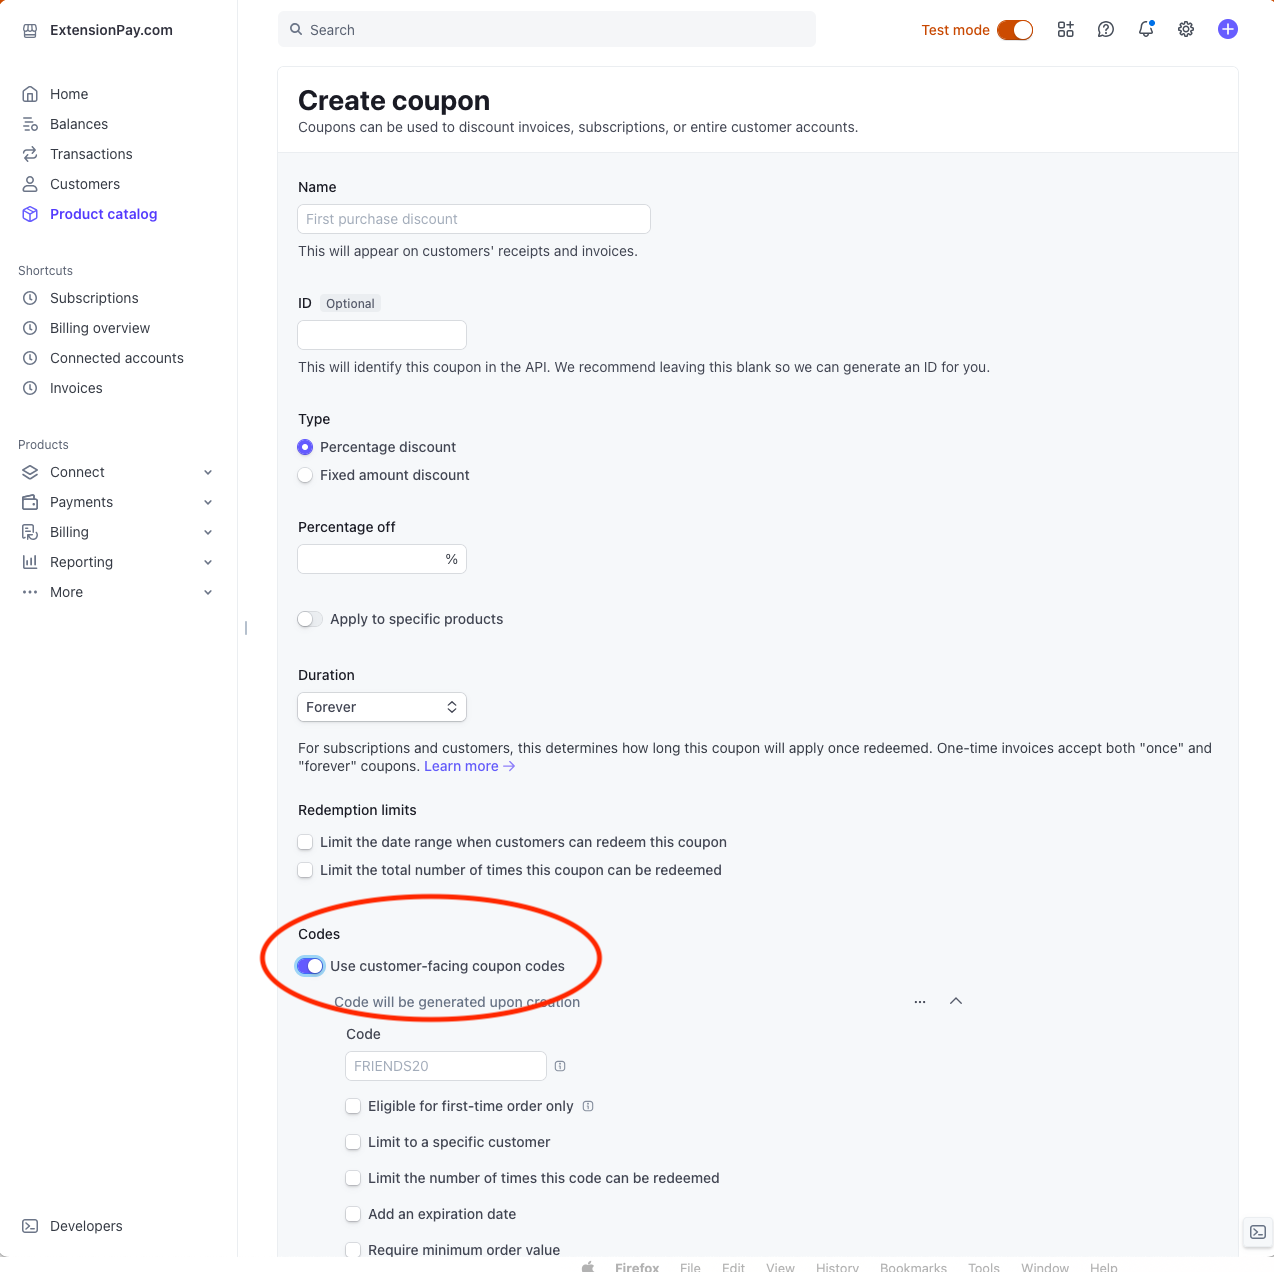 ExtensionPay.com
Search
Test mode
Home
Balances
Transactions
Customers
Product catalog
Shortcuts
Subscriptions
Billing overview
Connected accounts
Invoices
Products
Connect
Payments
Billing
Reporting
More
Developers
Create coupon
Coupons can be used to discount invoices, subscriptions, or entire customer accounts.
Name
First purchase discount
This will appear on customers' receipts and invoices.
ID Optional
This will identify this coupon in the API. We recommend leaving this blank so we can generate an ID for you.
Type
Percentage discount
Fixed amount discount
Percentage off
%
Apply to specific products
Duration
Forever
For subscriptions and customers, this determines how long this coupon will apply once redeemed. One-time invoices accept both "once" and
"forever" coupons. Learn more →
Redemption limits
Limit the date range when customers can redeem this coupon
Limit the total number of times this coupon can be redeemed
Codes
Use customer-facing coupon codes
Code will be generated upon creation
Code
FRIENDS20
Eligible for first-time order only
Limit to a specific customer
Limit the number of times this code can be redeemed
Add an expiration date
Require minimum order value
Firefox File Edit View History Bookmarks Tools Window Help